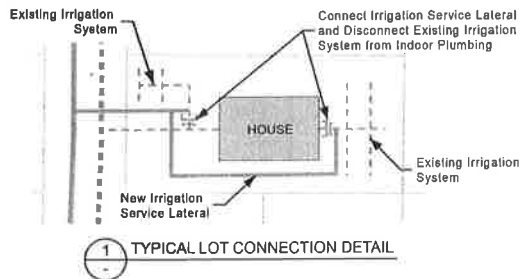 Existing Irrigation
System
Connect Irrigation Service Lateral
and Disconnect Existing Irrigation
System from Indoor Plumbing
HOUSE
Existing Irrigation
System
New Irrigation
Service Lateral
1
-
TYPICAL LOT CONNECTION DETAIL